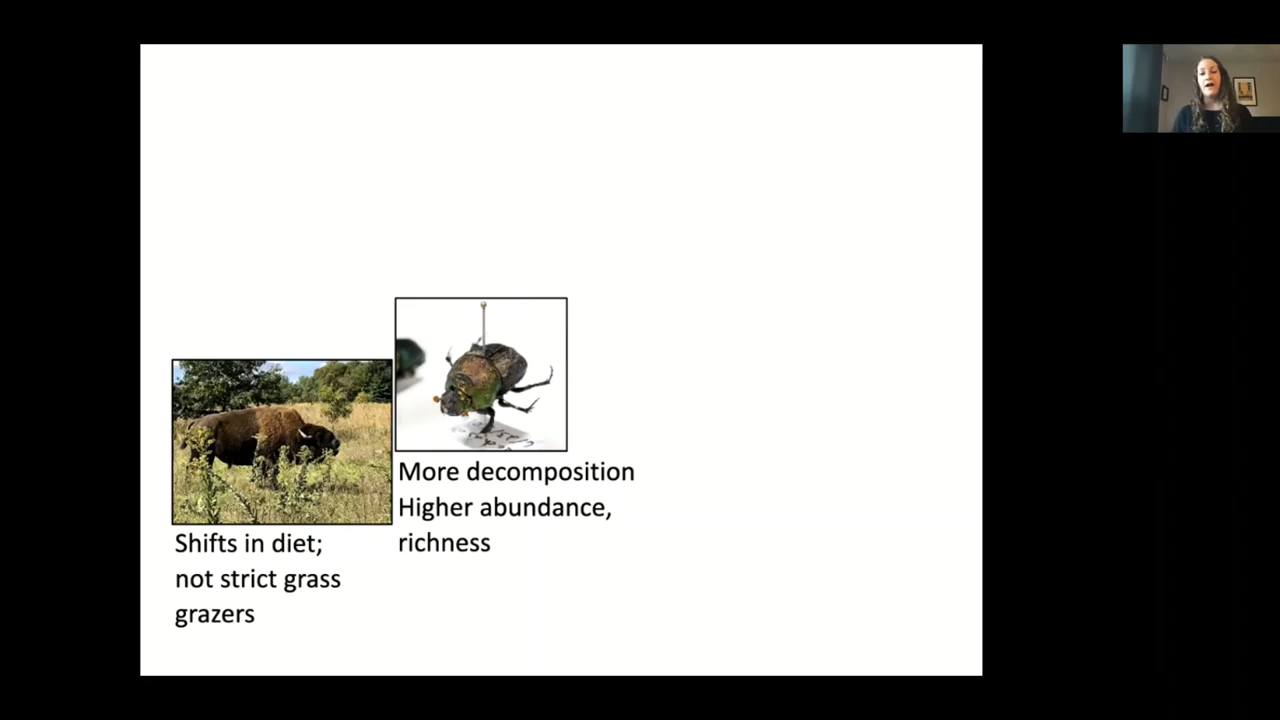 More decomposition
Higher abundance,
richness
Shifts in diet;
not strict grass
grazers